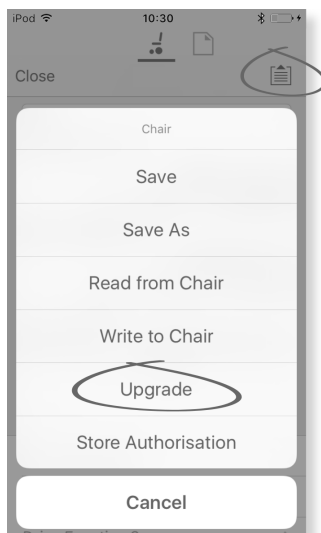 iPod 10:30
Close
Chair
Save
Save As
Read from Chair
Write to Chair
Upgrade
Store Authorisation
Cancel